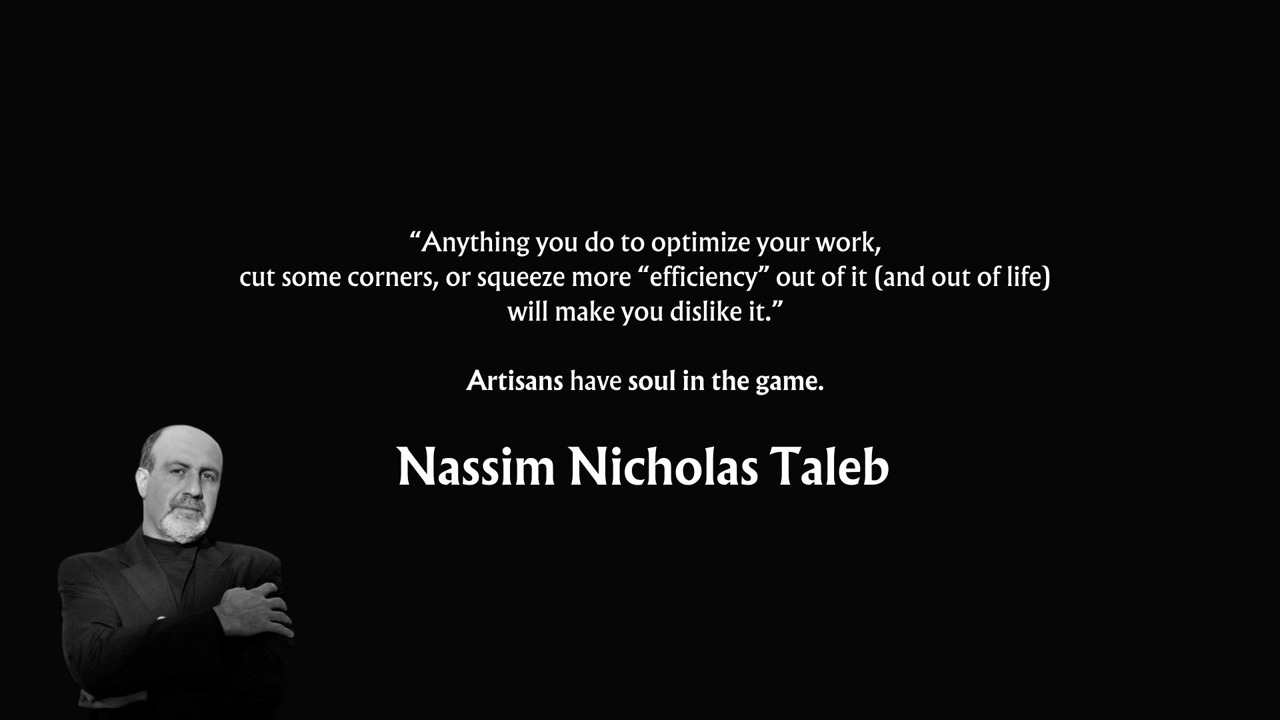 “Anything you do to optimize your work,
cut some corners, or squeeze more “efficiency” out of it (and out of life)
will make you dislike it.”
Artisans have soul in the game.
Nassim Nicholas Taleb